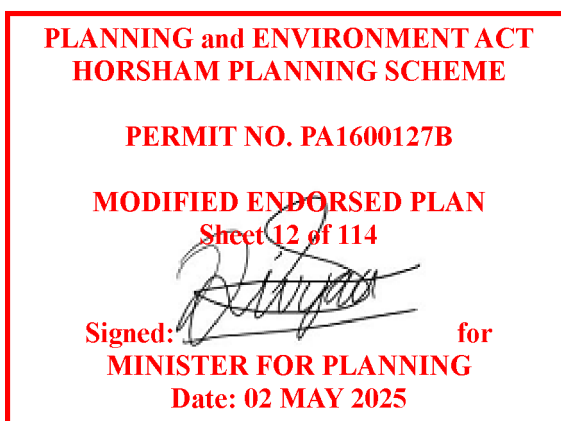 PLANNING and ENVIRONMENT ACT
HORSHAM PLANNING SCHEME
PERMIT NO. PA1600127B
MODIFIED ENDORSED PLAN
Sheet 12 of 114
Signed: for
MINISTER FOR PLANNING
Date: 02 MAY 2025